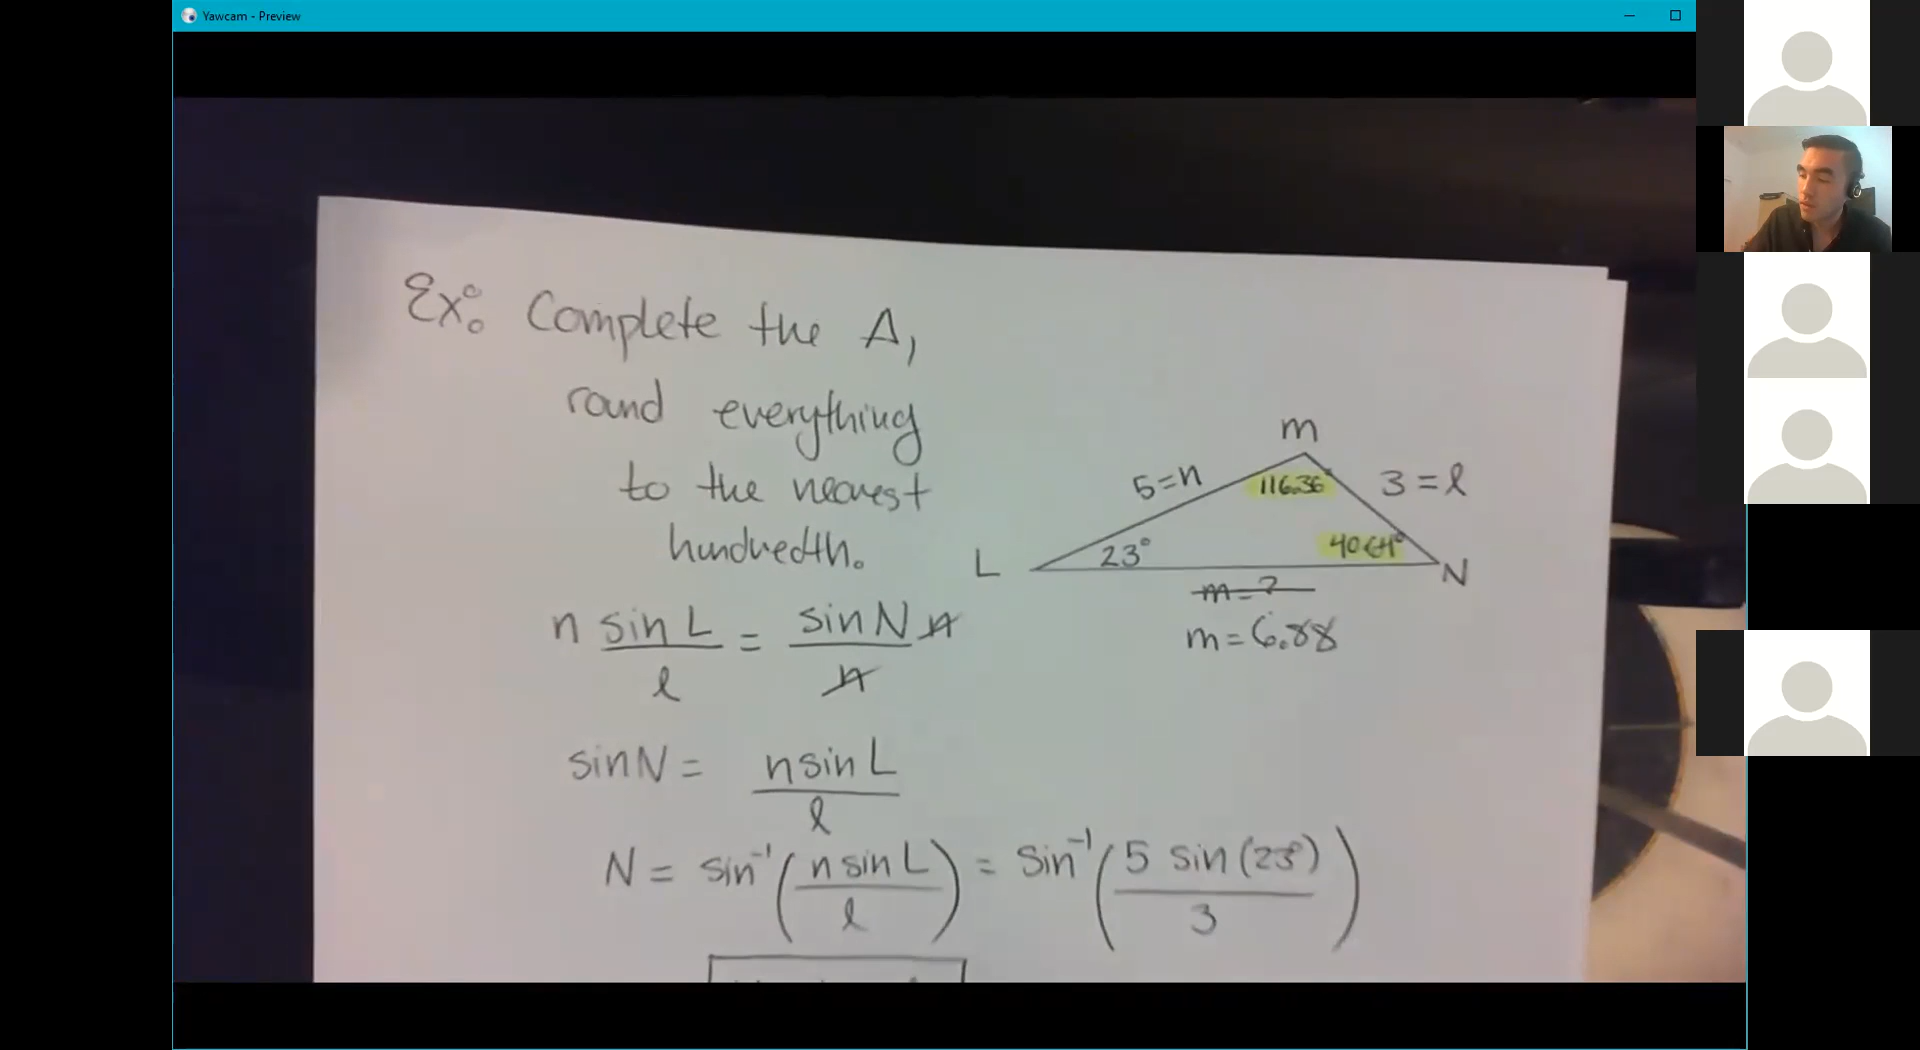 Yawcam - Preview
Ex: Complete the Δ,
round everything
to the nearest
hundredth.
m
5=n
116.36°
3=l
L
23°
40.64°
N
m=?
m=6.88
n sin L / l = sin N n / n
sin N = n sin L / l
N = sin⁻¹(n sin L / l) = sin⁻¹(5 sin(23°) / 3)